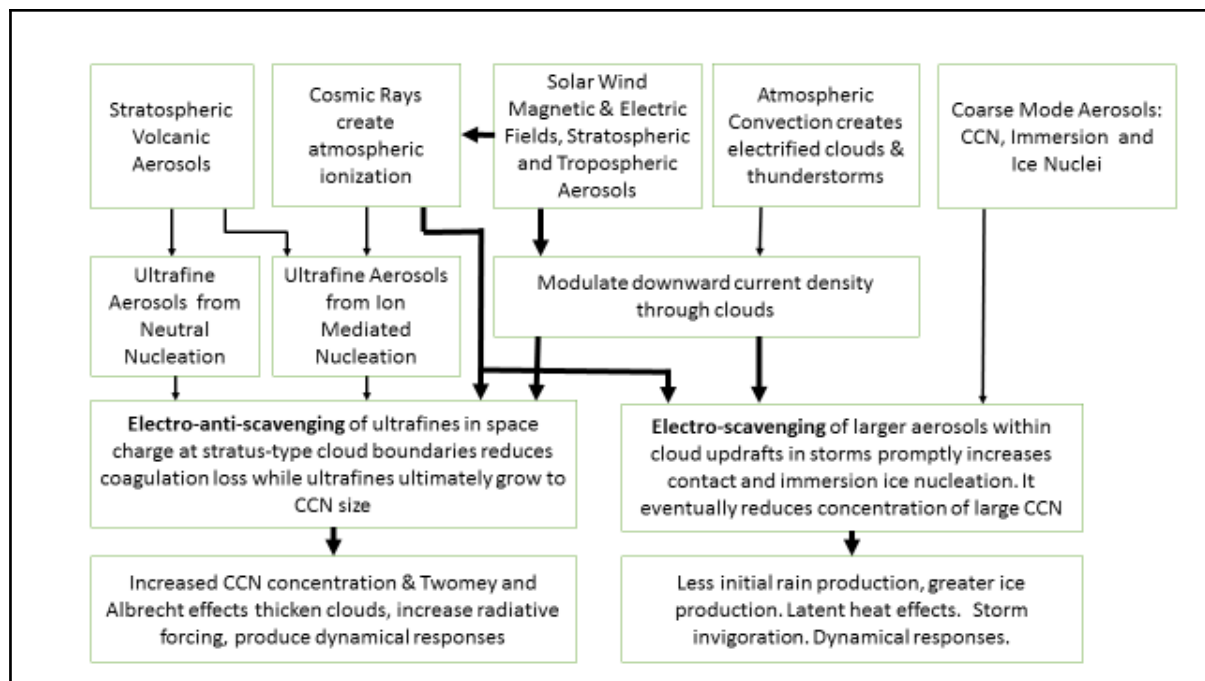 Stratospheric
Volcanic
Aerosols
Cosmic Rays
create
atmospheric
ionization
Solar Wind
Magnetic & Electric
Fields, Stratospheric
and Tropospheric
Aerosols
Atmospheric
Convection creates
electrified clouds &
thunderstorms
Coarse Mode Aerosols:
CCN, Immersion and
Ice Nuclei
Ultrafine
Aerosols from
Neutral
Nucleation
Ultrafine Aerosols
from Ion
Mediated
Nucleation
Modulate downward current density
through clouds
Electro-anti-scavenging of ultrafines in space
charge at stratus-type cloud boundaries reduces
coagulation loss while ultrafines ultimately grow to
CCN size
Electro-scavenging of larger aerosols within
cloud updrafts in storms promptly increases
contact and immersion ice nucleation. It
eventually reduces concentration of large CCN
Increased CCN concentration & Twomey and
Albrecht effects thicken clouds, increase radiative
forcing, produce dynamical responses
Less initial rain production, greater ice
production. Latent heat effects. Storm
invigoration. Dynamical responses.